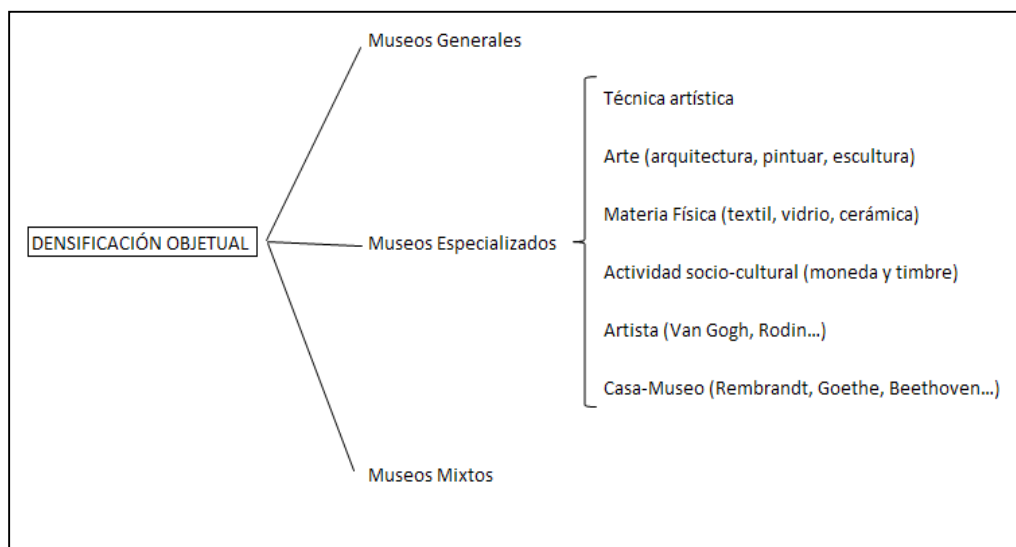 Museos Generales
Técnica artística
Arte (arquitectura, pintuar, escultura)
Materia Física (textil, vidrio, cerámica)
DENSIFICACIÓN OBJETUAL
Museos Especializados
Actividad socio-cultural (moneda y timbre)
Artista (Van Gogh, Rodin…)
Casa-Museo (Rembrandt, Goethe, Beethoven…)
Museos Mixtos